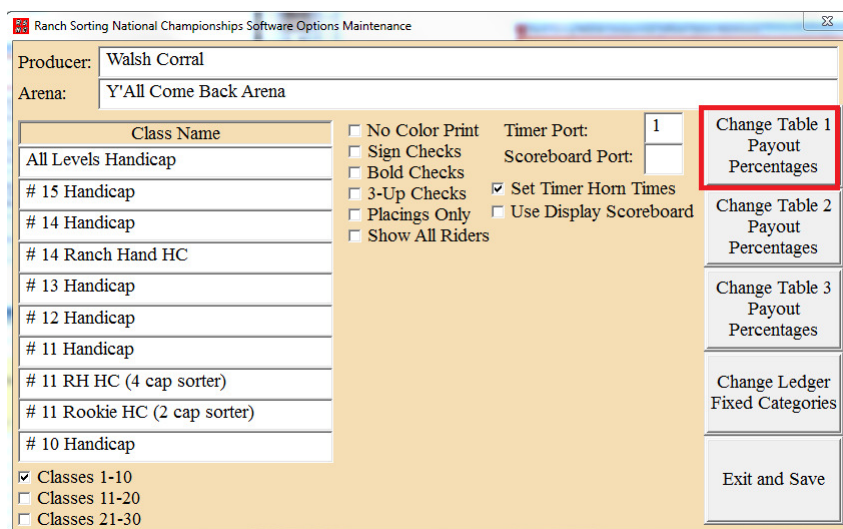 Ranch Sorting National Championships Software Options Maintenance
Producer: Walsh Corral
Arena: Y'All Come Back Arena
Class Name
All Levels Handicap
# 15 Handicap
# 14 Handicap
# 14 Ranch Hand HC
# 13 Handicap
# 12 Handicap
# 11 Handicap
# 11 RH HC (4 cap sorter)
# 11 Rookie HC (2 cap sorter)
# 10 Handicap
Classes 1-10
Classes 11-20
Classes 21-30
No Color Print
Sign Checks
Bold Checks
3-Up Checks
Placings Only
Show All Riders
Timer Port: 1
Scoreboard Port:
Set Timer Horn Times
Use Display Scoreboard
Change Table 1
Payout
Percentages
Change Table 2
Payout
Percentages
Change Table 3
Payout
Percentages
Change Ledger
Fixed Categories
Exit and Save